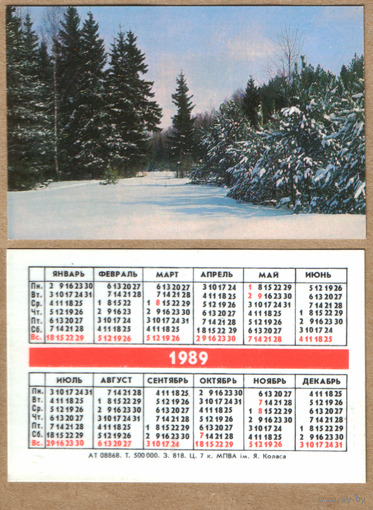 ЯНВАРЬ ФЕВРАЛЬ МАРТ АПРЕЛЬ МАЙ ИЮНЬ
Пн. 2 9 16 23 30 6 13 20 27 6 13 20 27 3 10 17 24 1 8 15 22 29 5 12 19 26
Вт. 3 10 17 24 31 7 14 21 28 7 14 21 28 4 11 18 25 2 9 16 23 30 6 13 20 27
Ср. 4 11 18 25 1 8 15 22 1 8 15 22 29 5 12 19 26 3 10 17 24 31 7 14 21 28
Чт. 5 12 19 26 2 9 16 23 2 9 16 23 30 6 13 20 27 4 11 18 25 1 8 15 22 29
Пт. 6 13 20 27 3 10 17 24 3 10 17 24 31 7 14 21 28 5 12 19 26 2 9 16 23 30
Сб. 7 14 21 28 4 11 18 25 4 11 18 25 1 8 15 22 29 6 13 20 27 3 10 17 24
Вс. 1 8 15 22 29 5 12 19 26 5 12 19 26 2 9 16 23 30 7 14 21 28 4 11 18 25
1989
ИЮЛЬ АВГУСТ СЕНТЯБРЬ ОКТЯБРЬ НОЯБРЬ ДЕКАБРЬ
Пн. 3 10 17 24 31 7 14 21 28 4 11 18 25 2 9 16 23 30 6 13 20 27 4 11 18 25
Вт. 4 11 18 25 1 8 15 22 29 5 12 19 26 3 10 17 24 31 7 14 21 28 5 12 19 26
Ср. 5 12 19 26 2 9 16 23 30 6 13 20 27 4 11 18 25 1 8 15 22 29 6 13 20 27
Чт. 6 13 20 27 3 10 17 24 31 7 14 21 28 5 12 19 26 2 9 16 23 30 7 14 21 28
Пт. 7 14 21 28 4 11 18 25 1 8 15 22 29 6 13 20 27 3 10 17 24 1 8 15 22 29
Сб. 1 8 15 22 29 5 12 19 26 2 9 16 23 30 7 14 21 28 4 11 18 25 2 9 16 23 30
Вс. 2 9 16 23 30 6 13 20 27 3 10 17 24 1 8 15 22 29 5 12 19 26 3 10 17 24 31
АТ 08868. Т. 500 000. З. 818. Ц. 7 к. МПВА ім. Я. Коласа